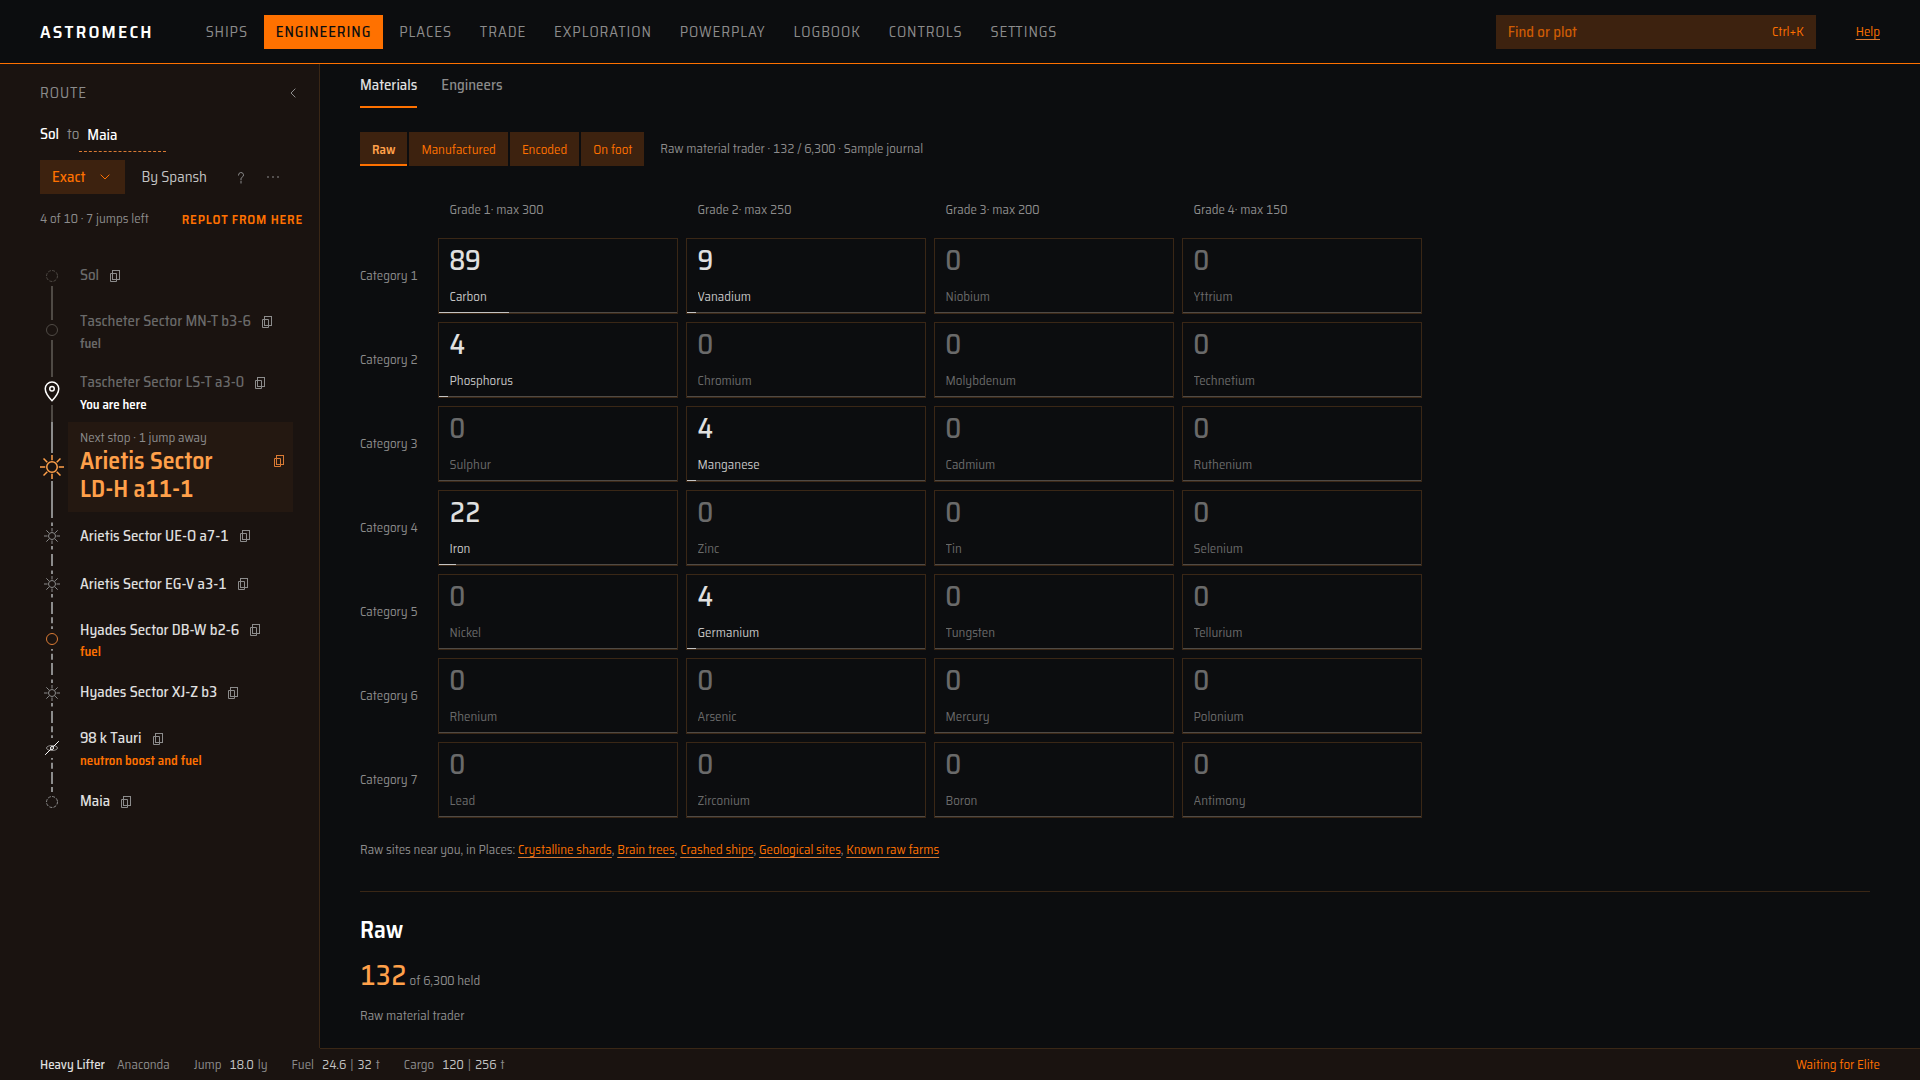 ASTROMECH
SHIPS ENGINEERING PLACES TRADE EXPLORATION POWERPLAY LOGBOOK CONTROLS SETTINGS
Find or plot Ctrl+K
Help
ROUTE
Sol to Maia
Exact By Spansh ? ...
4 of 10 · 7 jumps left REPLOT FROM HERE
Sol
Tascheter Sector MN-T b3-6
fuel
Tascheter Sector LS-T a3-0
You are here
Next stop · 1 jump away
Arietis Sector
LD-H a11-1
Arietis Sector UE-O a7-1
Arietis Sector EG-V a3-1
Hyades Sector DB-W b2-6
fuel
Hyades Sector XJ-Z b3
98 k Tauri
neutron boost and fuel
Maia
Materials Engineers
Raw Manufactured Encoded On foot Raw material trader · 132 / 6,300 · Sample journal
Grade 1· max 300 Grade 2· max 250 Grade 3· max 200 Grade 4· max 150
89 9 0 0
Category 1
Carbon Vanadium Niobium Yttrium
4 0 0 0
Category 2
Phosphorus Chromium Molybdenum Technetium
0 4 0 0
Category 3
Sulphur Manganese Cadmium Ruthenium
22 0 0 0
Category 4
Iron Zinc Tin Selenium
0 4 0 0
Category 5
Nickel Germanium Tungsten Tellurium
0 0 0 0
Category 6
Rhenium Arsenic Mercury Polonium
0 0 0 0
Category 7
Lead Zirconium Boron Antimony
Raw sites near you, in Places: Crystalline shards, Brain trees, Crashed ships, Geological sites, Known raw farms
Raw
132 of 6,300 held
Raw material trader
Heavy Lifter Anaconda Jump 18.0 ly Fuel 24.6 | 32 t Cargo 120 | 256 t
Waiting for Elite